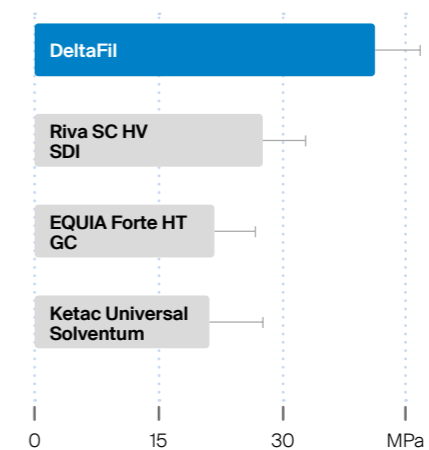 DeltaFil
Riva SC HV
SDI
EQUIA Forte HT
GC
Ketac Universal
Solventum
0 15 30 MPa